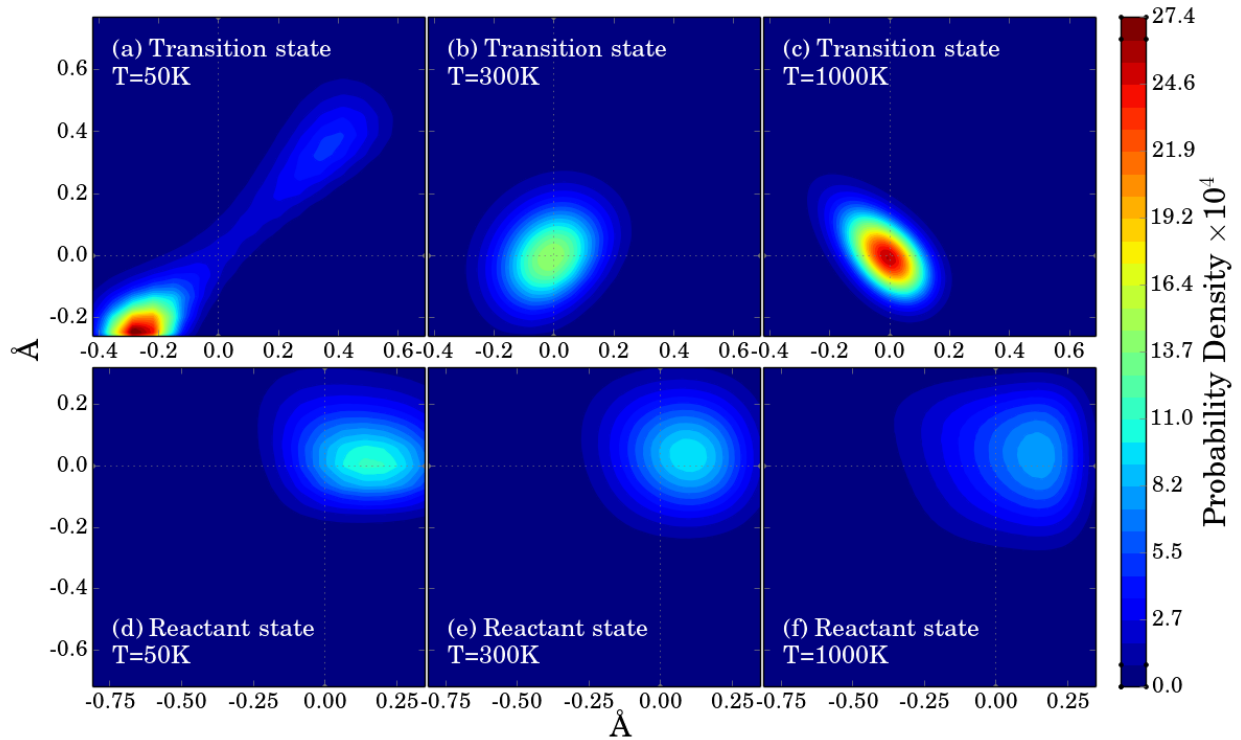 (a) Transition state
T=50K
(b) Transition state
T=300K
(c) Transition state
T=1000K
0.6
0.4
0.2
0.0
-0.2
-0.4 -0.2 0.0 0.2 0.4 0.6
-0.4 -0.2 0.0 0.2 0.4 0.6
-0.4 -0.2 0.0 0.2 0.4 0.6
Å
0.2
0.0
-0.2
-0.4
-0.6
(d) Reactant state
T=50K
(e) Reactant state
T=300K
(f) Reactant state
T=1000K
-0.75 -0.50 -0.25 0.00 0.25
-0.75 -0.50 -0.25 0.00 0.25
-0.75 -0.50 -0.25 0.00 0.25
Å
27.4
24.6
21.9
19.2
16.4
13.7
11.0
8.2
5.5
2.7
0.0
Probability Density ×10⁴